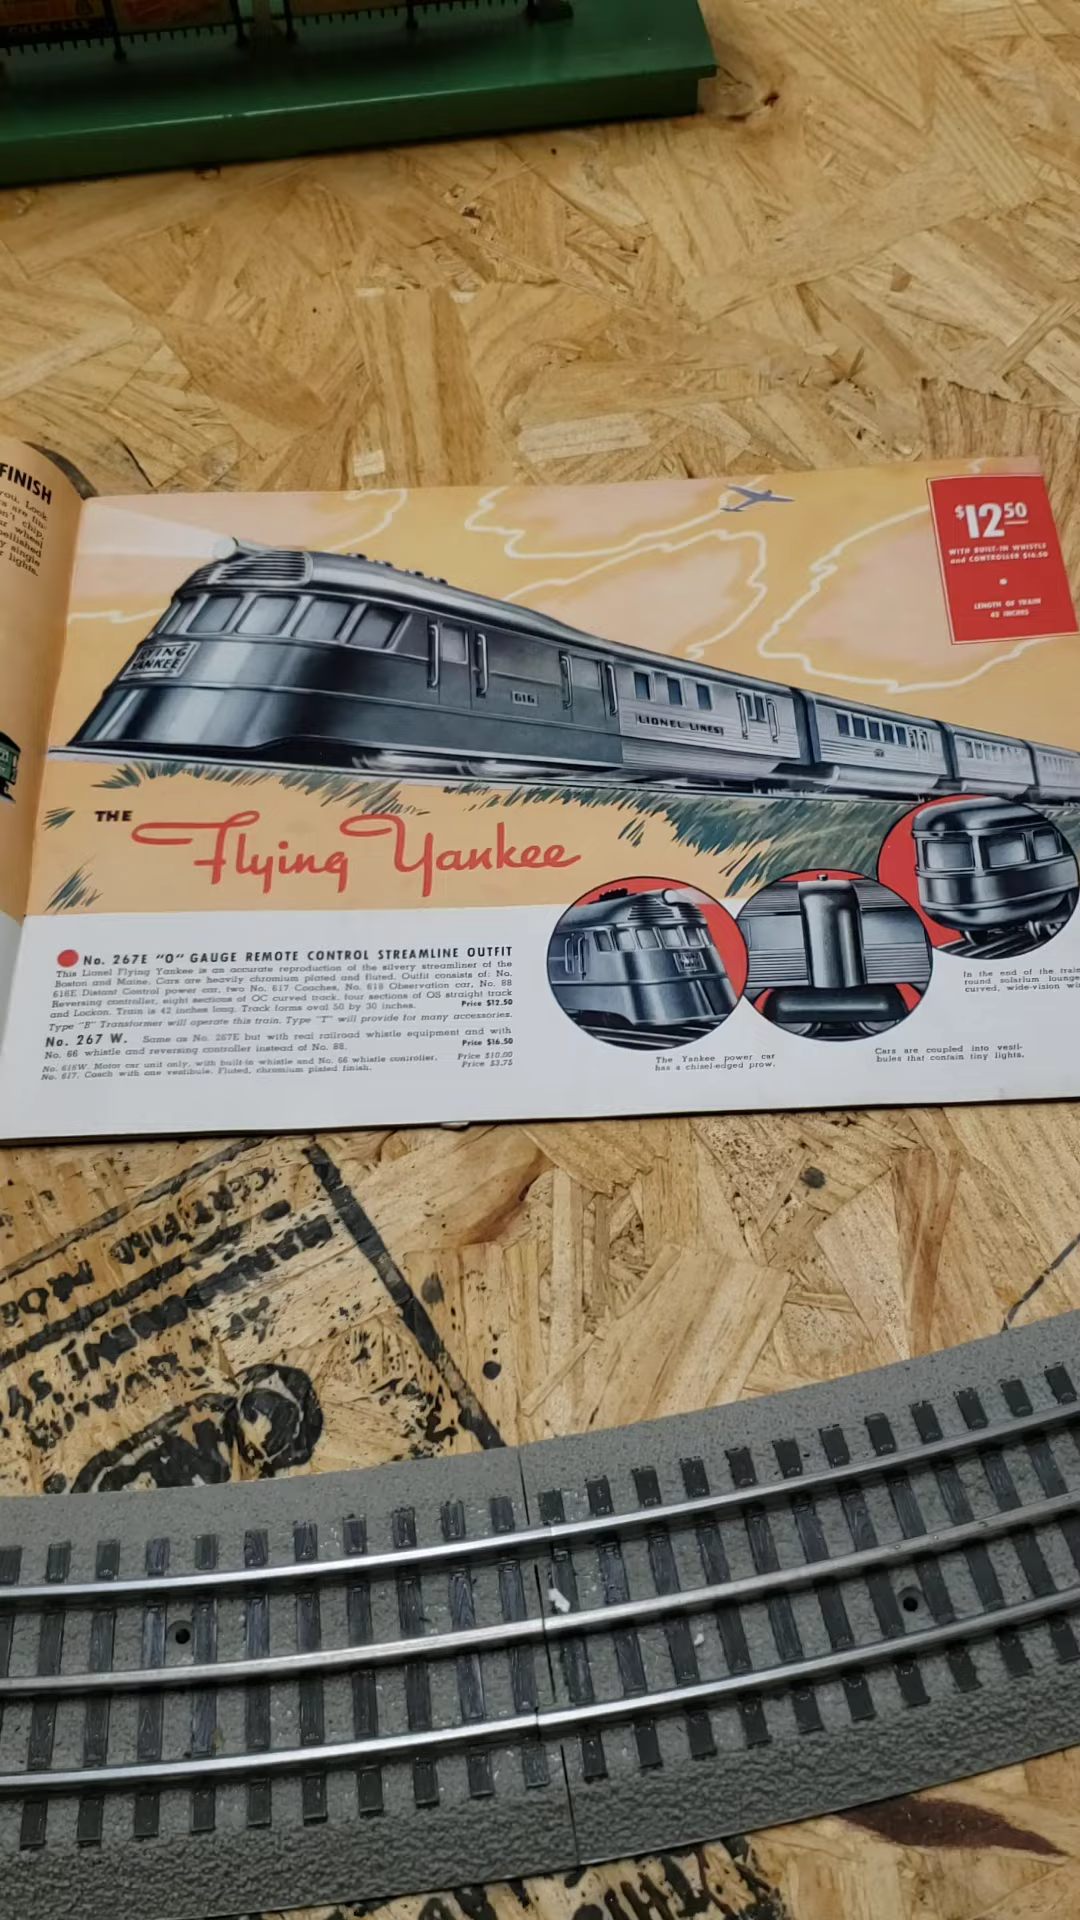 FINISH
you. Look
$12.50
WITH BUILT-IN WHISTLE
and CONTROLLER $16.50
LENGTH OF TRAIN
42 INCHES
YANKEE
616
LIONEL LINES
THE
Flying Yankee
No. 267E "O" GAUGE REMOTE CONTROL STREAMLINE OUTFIT
This Lionel Flying Yankee is an accurate reproduction of the silvery streamliner of the
Boston and Maine. Cars are heavily chromium plated and fluted. Outfit consists of: No.
616E Distant Control power car, two No. 617 Coaches, No. 618 Observation car, No. 88
Reversing controller, eight sections of OC curved track, four sections of OS straight track
and Lockon. Train is 42 inches long. Track forms oval 50 by 30 inches. Price $12.50
Type "B" Transformer will operate this train. Type "T" will provide for many accessories.
No. 267 W. Same as No. 267E but with real railroad whistle equipment and with
No. 66 whistle and reversing controller instead of No. 88. Price $16.50
No. 616W. Motor car unit only, with built-in whistle and No. 66 whistle controller. Price $10.00
No. 617. Coach with one vestibule. Fluted, chromium plated finish. Price $3.75
The Yankee power car
has a chisel-edged prow.
Cars are coupled into vesti-
bules that contain tiny lights.
In the end of the train
round solarium lounge
curved, wide-vision